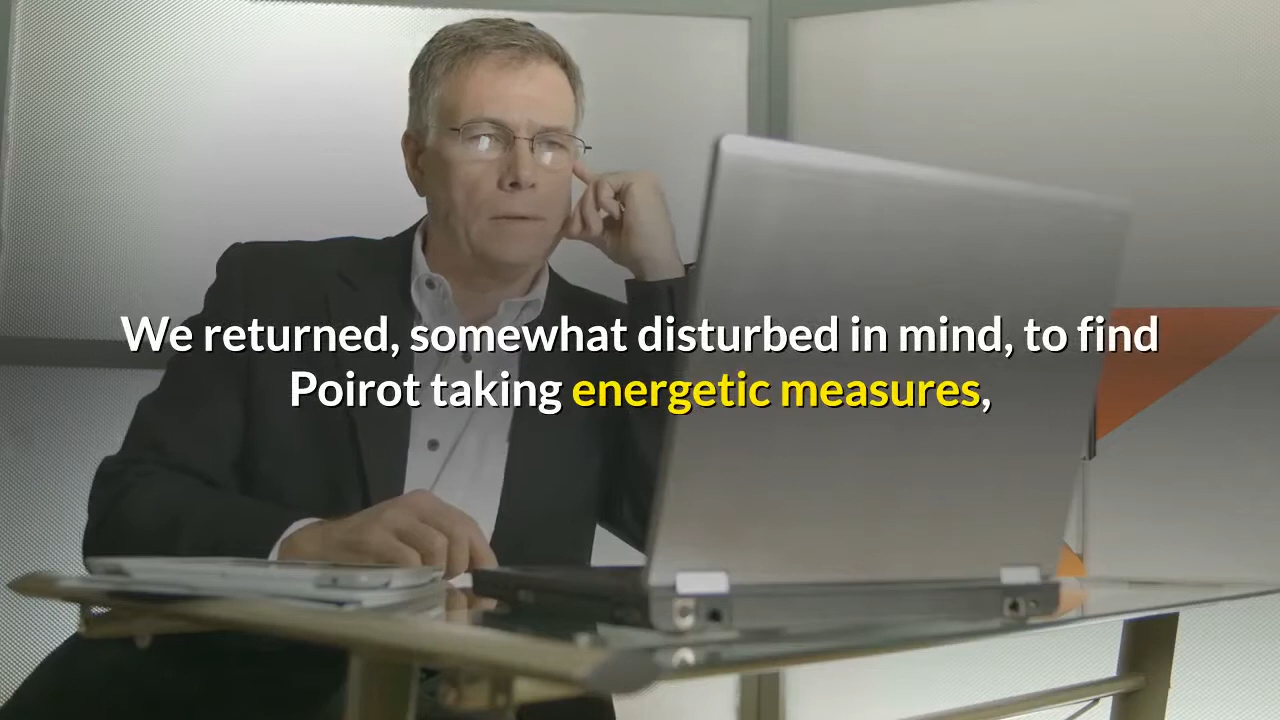 We returned, somewhat disturbed in mind, to find
Poirot taking energetic measures,